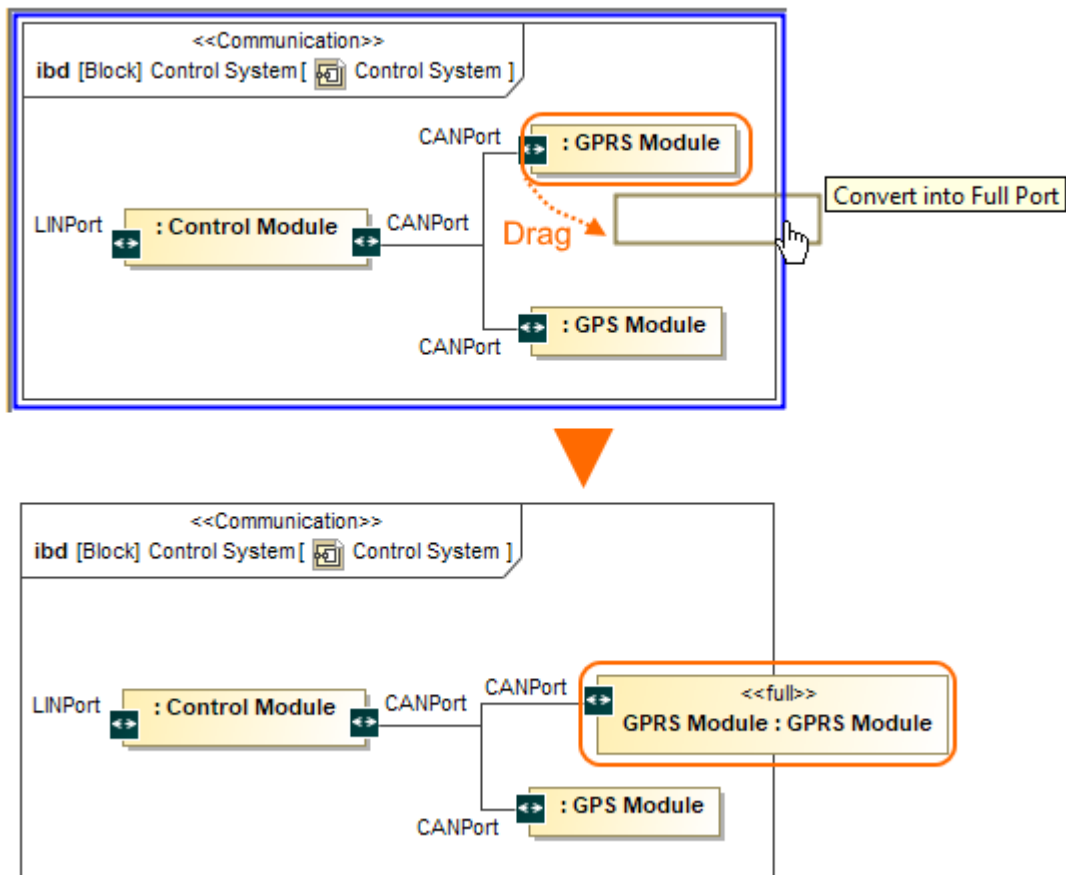 <<Communication>>
ibd [Block] Control System [ Control System ]
CANPort
: GPRS Module
Convert into Full Port
LINPort
: Control Module
CANPort
Drag
: GPS Module
CANPort
<<Communication>>
ibd [Block] Control System [ Control System ]
CANPort
<<full>>
GPRS Module : GPRS Module
LINPort
: Control Module
CANPort
: GPS Module
CANPort